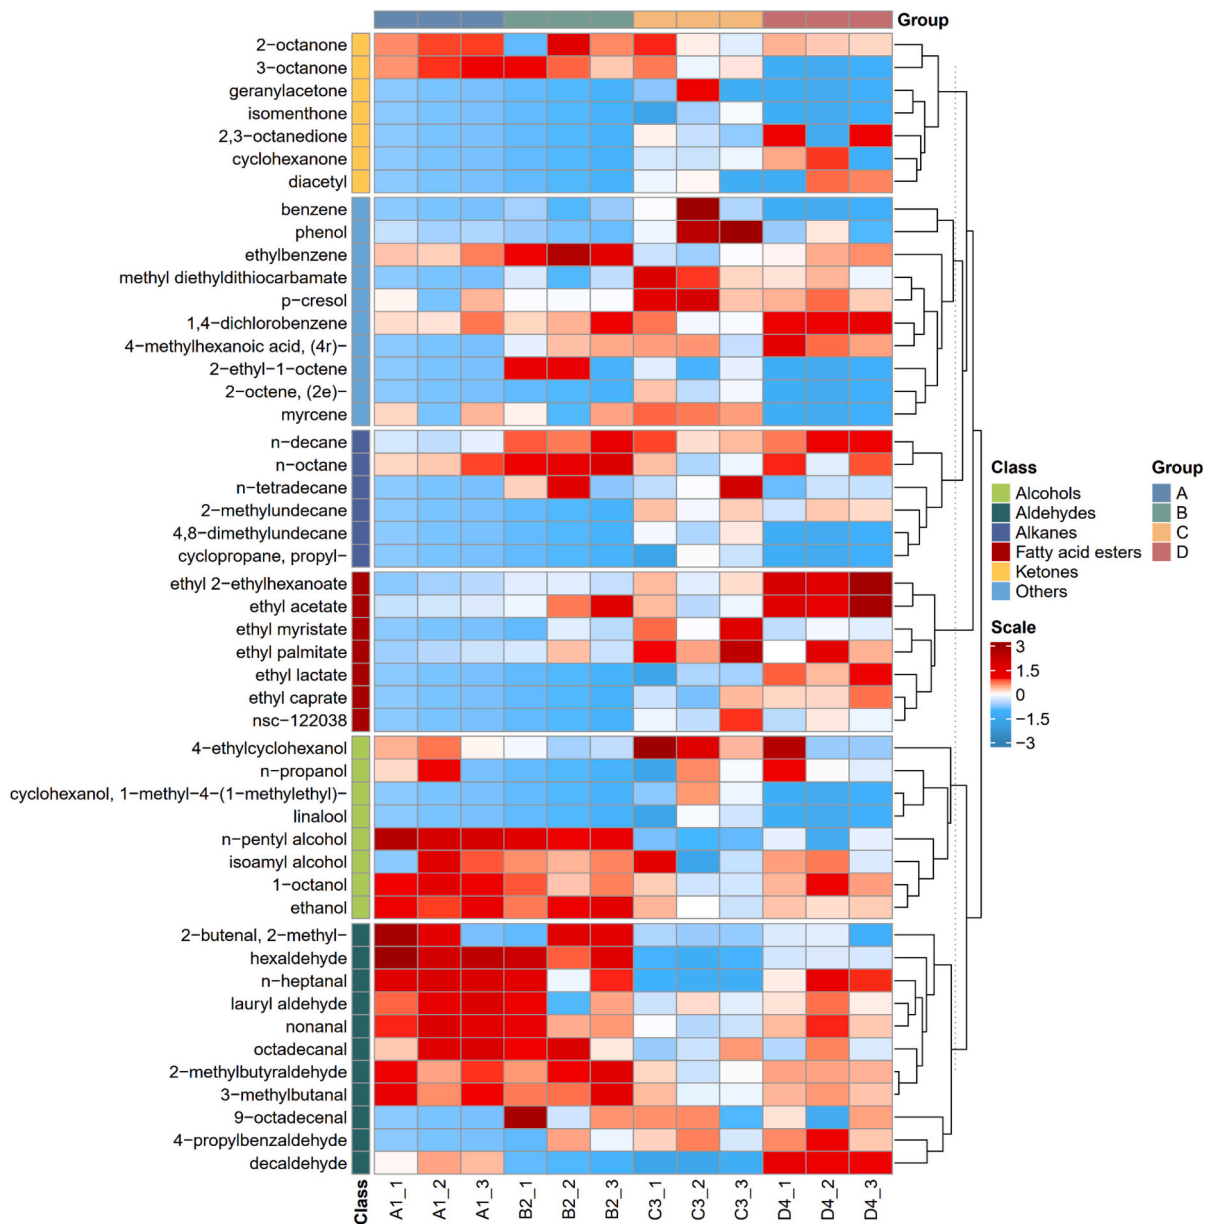 Group
2−octanone
3−octanone
geranylacetone
isomenthone
2,3−octanedione
cyclohexanone
diacetyl
benzene
phenol
ethylbenzene
methyl diethyldithiocarbamate
p−cresol
1,4−dichlorobenzene
4−methylhexanoic acid, (4r)−
2−ethyl−1−octene
2−octene, (2e)−
myrcene
n−decane
n−octane
n−tetradecane
2−methylundecane
4,8−dimethylundecane
cyclopropane, propyl−
ethyl 2−ethylhexanoate
ethyl acetate
ethyl myristate
ethyl palmitate
ethyl lactate
ethyl caprate
nsc−122038
4−ethylcyclohexanol
n−propanol
cyclohexanol, 1−methyl−4−(1−methylethyl)−
linalool
n−pentyl alcohol
isoamyl alcohol
1−octanol
ethanol
2−butenal, 2−methyl−
hexaldehyde
n−heptanal
lauryl aldehyde
nonanal
octadecanal
2−methylbutyraldehyde
3−methylbutanal
9−octadecenal
4−propylbenzaldehyde
decaldehyde
Class
A1_1
A1_2
A1_3
B2_1
B2_2
B2_3
C3_1
C3_2
C3_3
D4_1
D4_2
D4_3
Class
Alcohols
Aldehydes
Alkanes
Fatty acid esters
Ketones
Others
Group
A
B
C
D
Scale
3
1.5
0
−1.5
−3